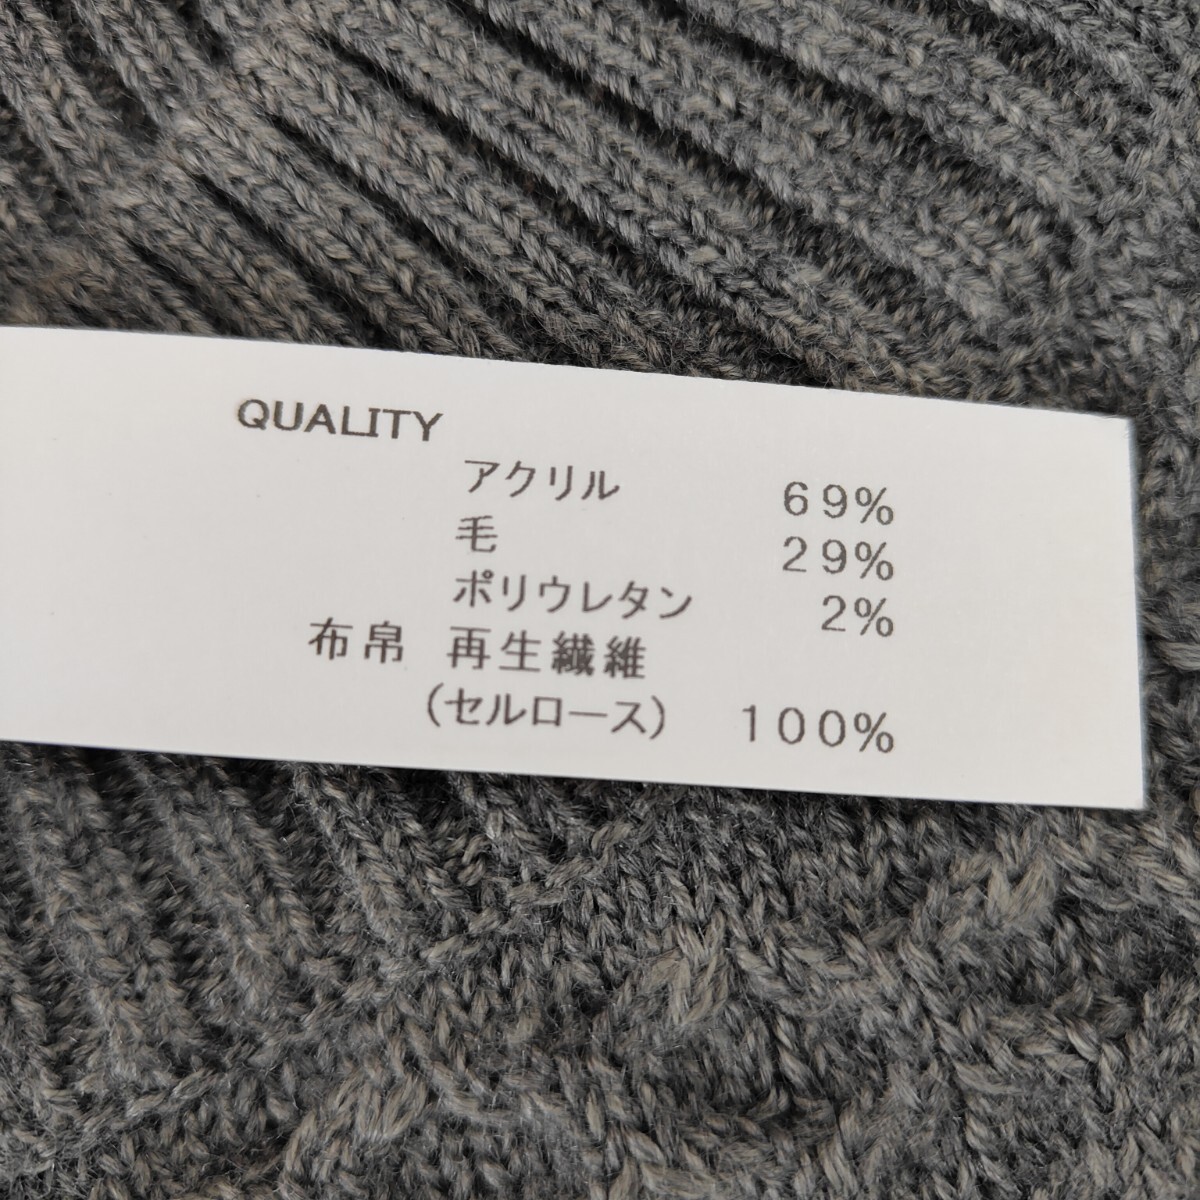 QUALITY
アクリル 69%
毛 29%
ポリウレタン 2%
布帛 再生繊維
(セルロース) 100%